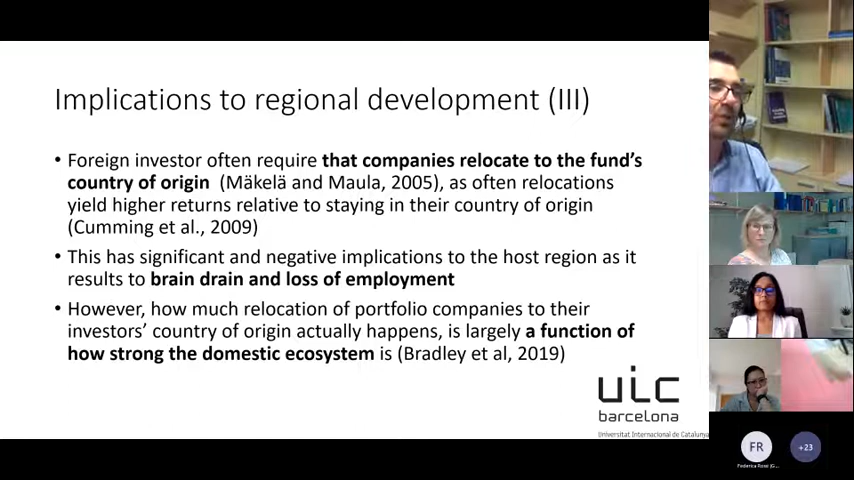 Implications to regional development (III)
• Foreign investor often require that companies relocate to the fund's
country of origin (Mäkelä and Maula, 2005), as often relocations
yield higher returns relative to staying in their country of origin
(Cumming et al., 2009)
• This has significant and negative implications to the host region as it
results to brain drain and loss of employment
• However, how much relocation of portfolio companies to their
investors' country of origin actually happens, is largely a function of
how strong the domestic ecosystem is (Bradley et al, 2019)
uic
barcelona
Universitat Internacional de Catalunya
FR
+23